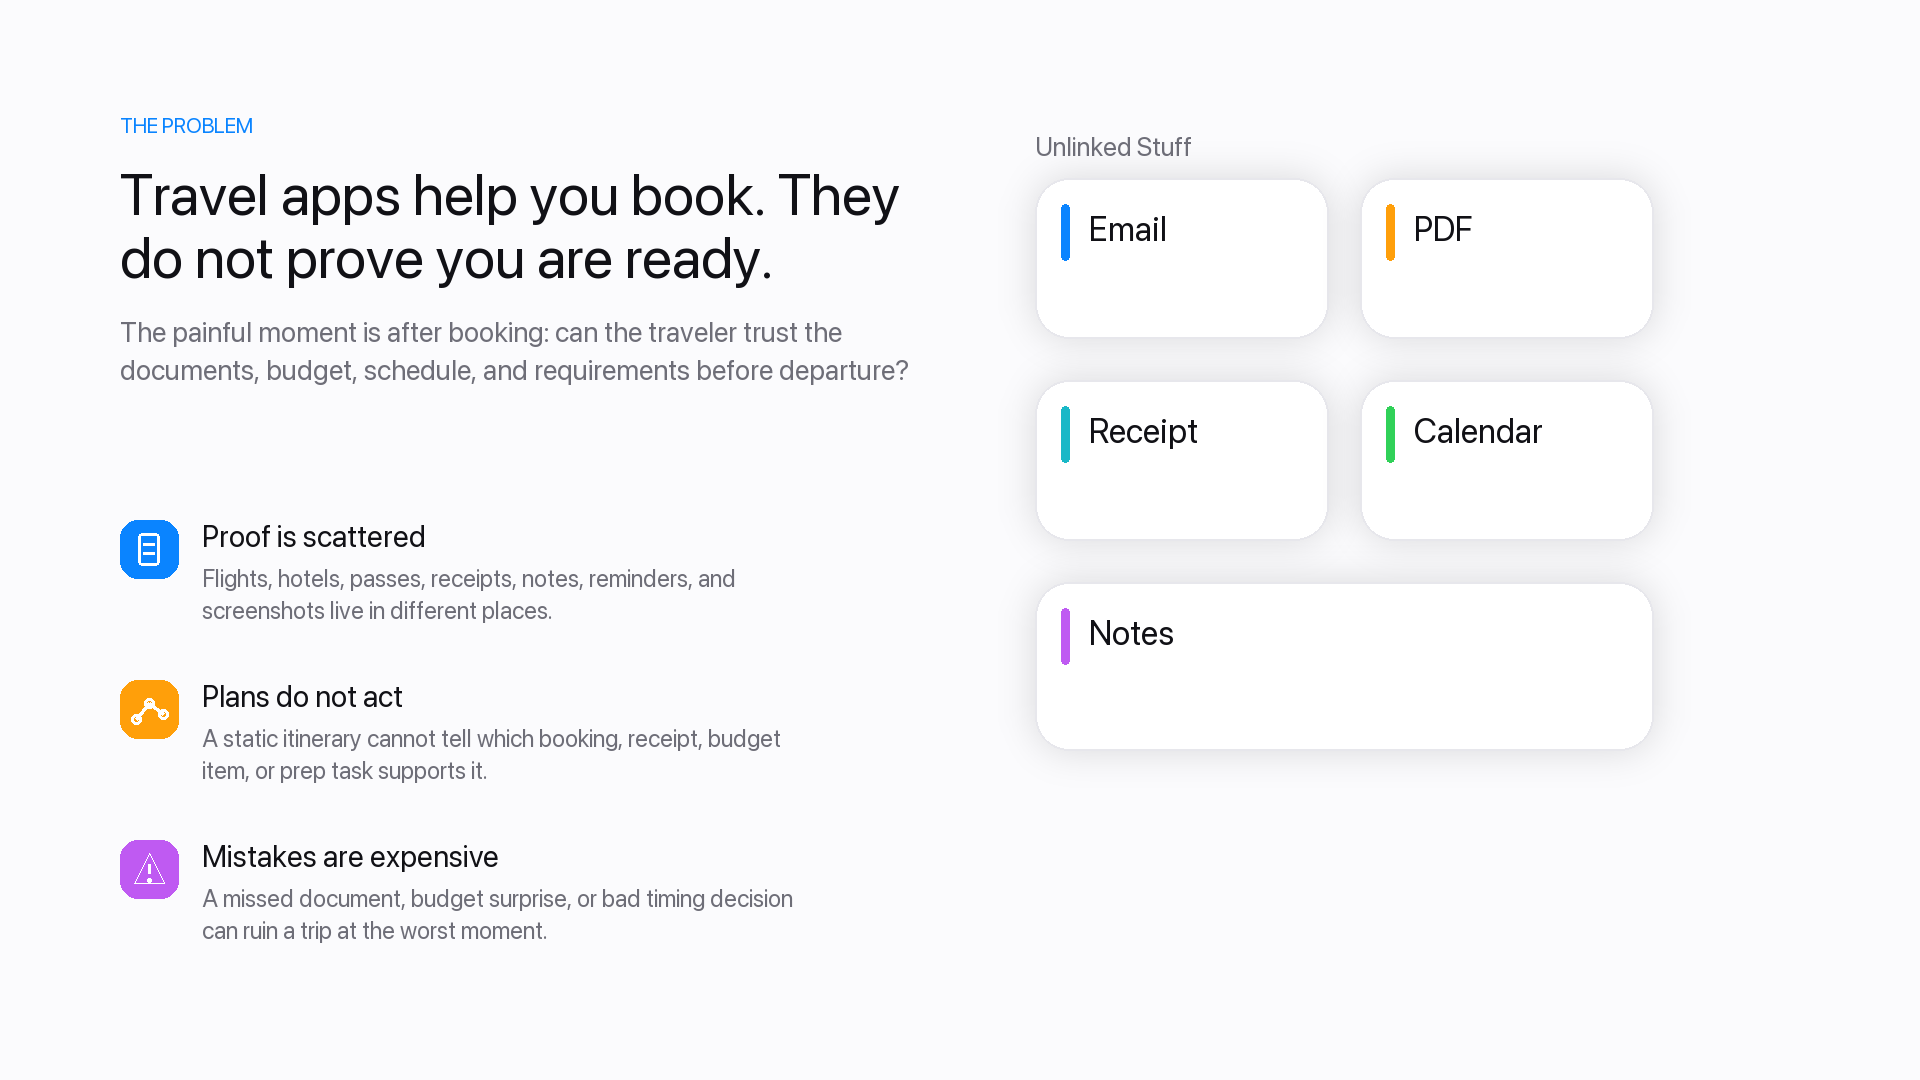 THE PROBLEM
Travel apps help you book. They
do not prove you are ready.
The painful moment is after booking: can the traveler trust the
documents, budget, schedule, and requirements before departure?
Proof is scattered
Flights, hotels, passes, receipts, notes, reminders, and
screenshots live in different places.
Plans do not act
A static itinerary cannot tell which booking, receipt, budget
item, or prep task supports it.
Mistakes are expensive
A missed document, budget surprise, or bad timing decision
can ruin a trip at the worst moment.
Unlinked Stuff
Email
PDF
Receipt
Calendar
Notes